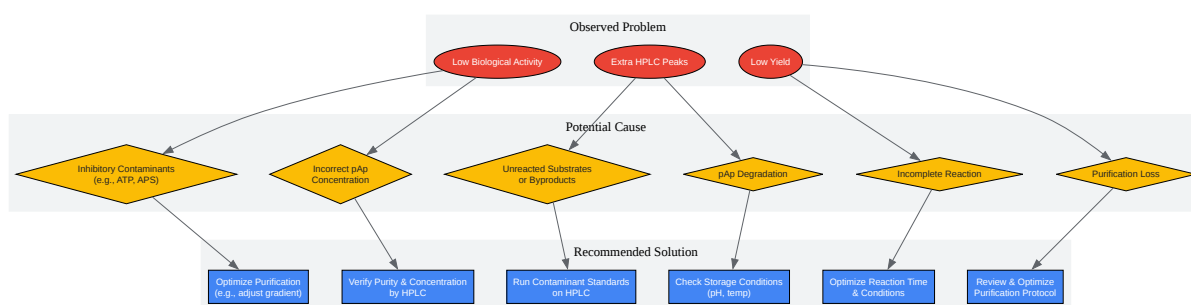 Observed Problem
Low Biological Activity
Extra HPLC Peaks
Low Yield
Potential Cause
Inhibitory Contaminants
(e.g., ATP, APS)
Incorrect pAp
Concentration
Unreacted Substrates
or Byproducts
pAp Degradation
Incomplete Reaction
Purification Loss
Recommended Solution
Optimize Purification
(e.g., adjust gradient)
Verify Purity & Concentration
by HPLC
Run Contaminant Standards
on HPLC
Check Storage Conditions
(pH, temp)
Optimize Reaction Time
& Conditions
Review & Optimize
Purification Protocol